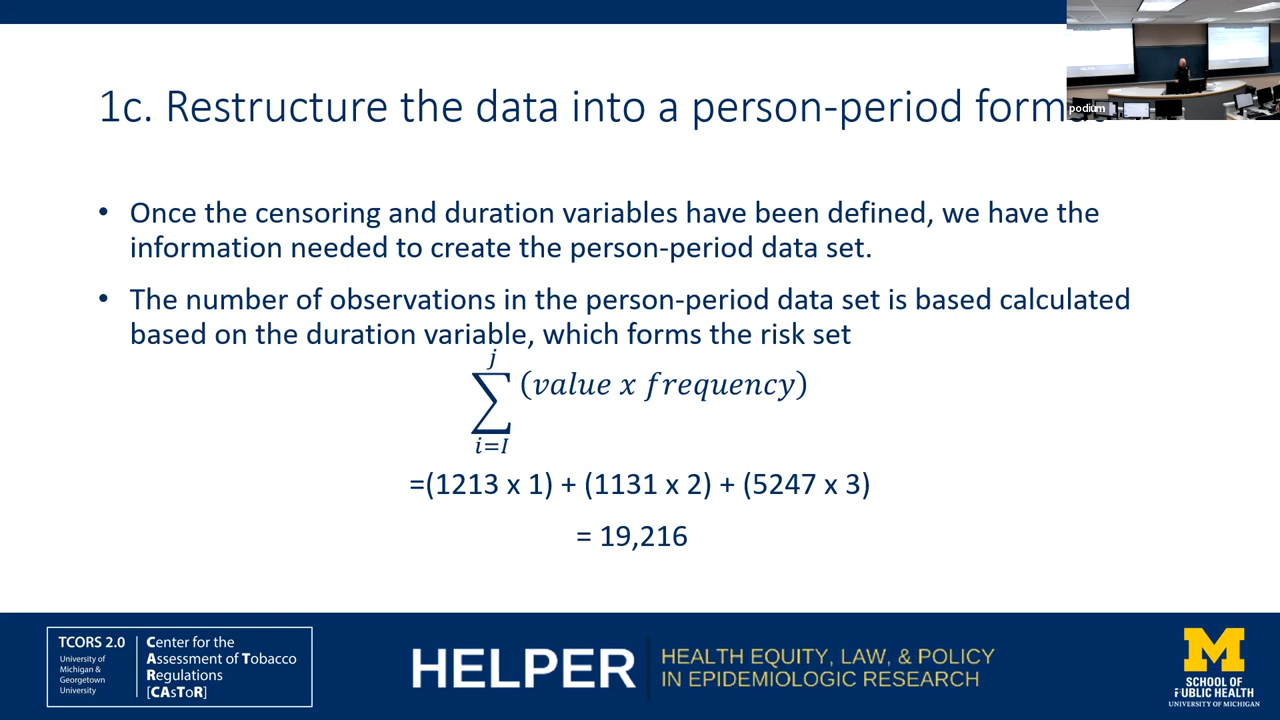 1c. Restructure the data into a person-period format
podium
• Once the censoring and duration variables have been defined, we have the
information needed to create the person-period data set.
• The number of observations in the person-period data set is based calculated
based on the duration variable, which forms the risk set
j
∑ (value x frequency)
i=I
=(1213 x 1) + (1131 x 2) + (5247 x 3)
= 19,216
TCORS 2.0
University of
Michigan &
Georgetown
University
Center for the
Assessment of Tobacco
Regulations
[CAsToR]
HELPER
HEALTH EQUITY, LAW, & POLICY
IN EPIDEMIOLOGIC RESEARCH
M
SCHOOL OF
PUBLIC HEALTH
UNIVERSITY OF MICHIGAN